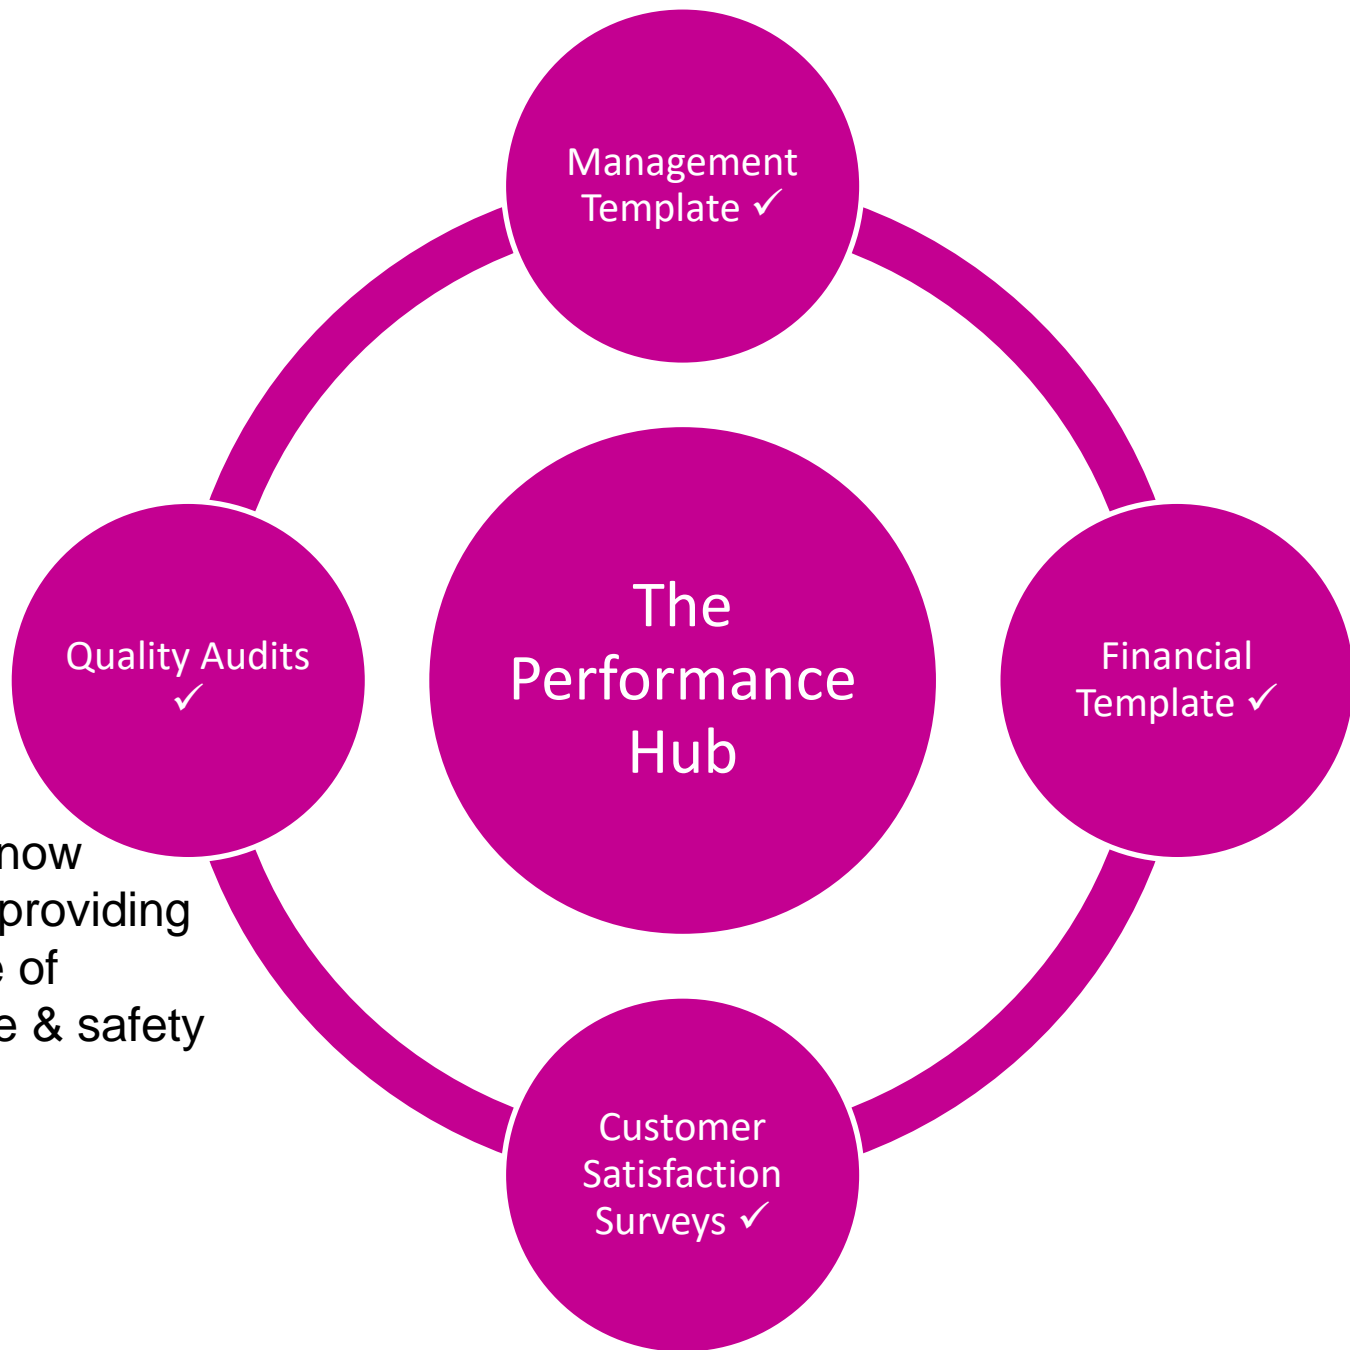 Management
Template ✓
The
Performance
Hub
Quality Audits
✓
Financial
Template ✓
now
providing
of
& safety
Customer
Satisfaction
Surveys ✓